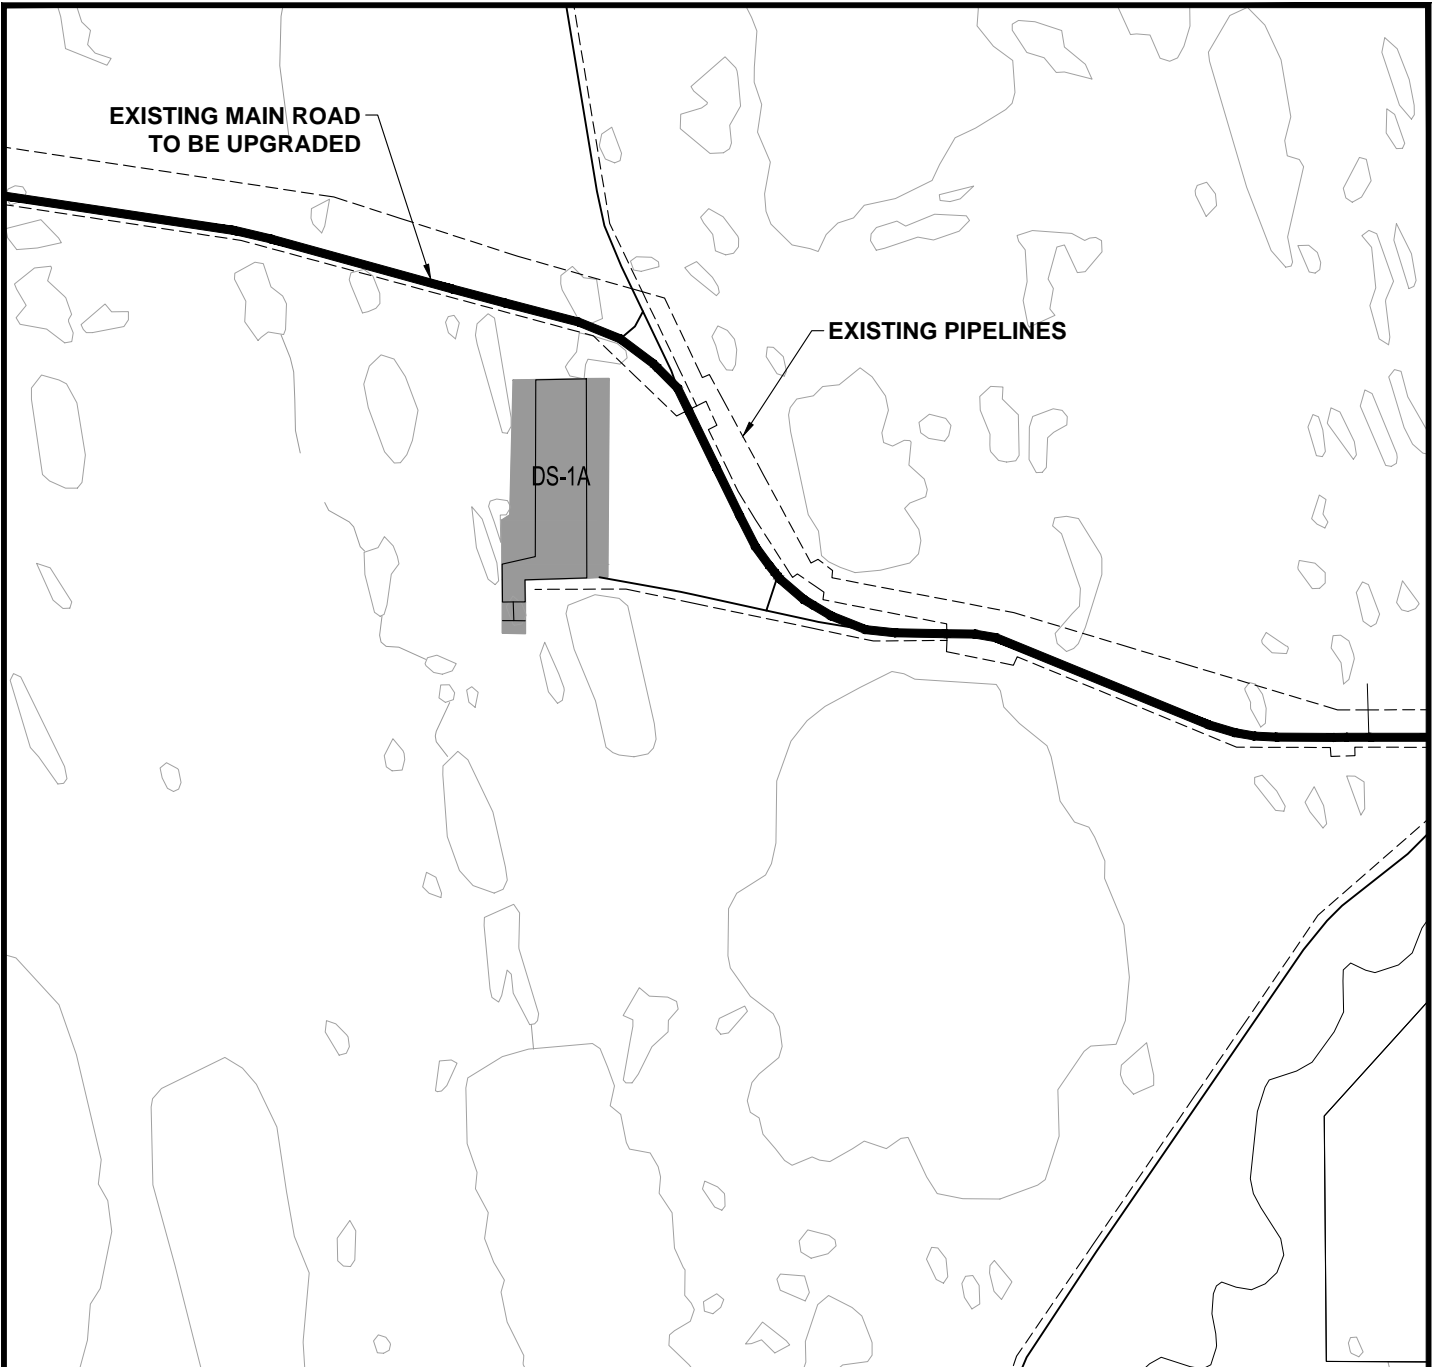 EXISTING MAIN ROAD
TO BE UPGRADED
EXISTING PIPELINES
DS-1A